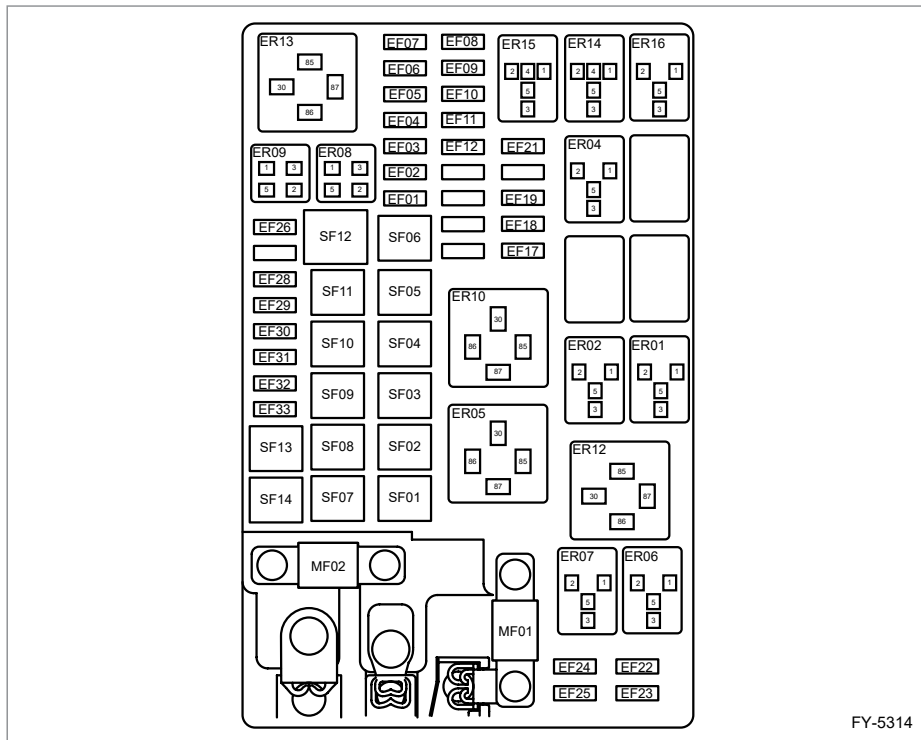 ER13
85
30
87
86
EF07
EF08
EF06
EF09
EF05
EF10
EF04
EF11
EF03
EF12
EF21
EF02
EF01
EF19
EF18
EF17
ER15
2 4 1
5
3
ER14
2 4 1
5
3
ER16
2 1
5
3
ER09
1 3
5 2
ER08
1 3
5 2
ER04
2 1
5
3
EF26
EF28
EF29
EF30
EF31
EF32
EF33
SF12
SF06
SF11
SF05
SF10
SF04
SF09
SF03
SF13
SF08
SF02
SF14
SF07
SF01
ER10
30
86
85
87
ER05
30
86
85
87
ER02
2 1
5
3
ER01
2 1
5
3
ER12
85
30
87
86
ER07
2 1
5
3
ER06
2 1
5
3
MF02
MF01
EF24
EF22
EF25
EF23
FY-5314